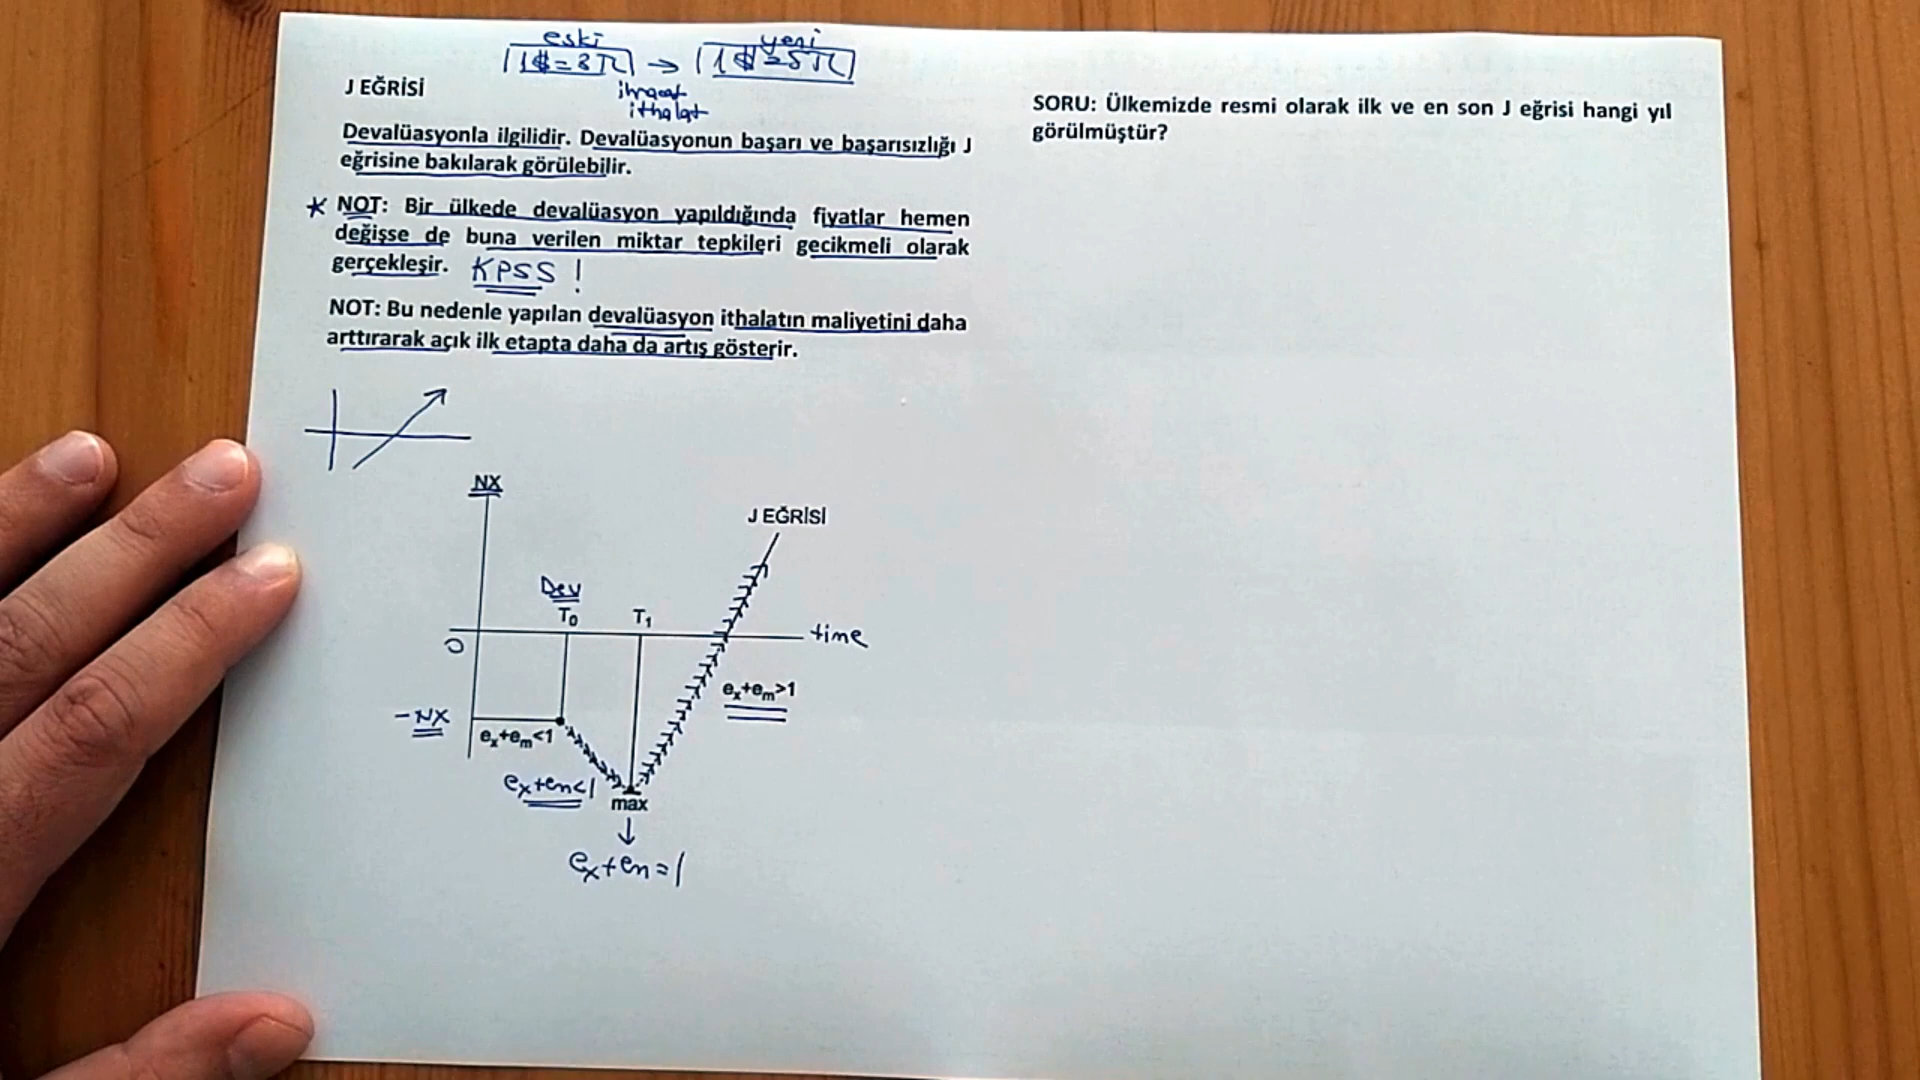 eski yeni
1$=3TL → 1$=5TL
J EĞRİSİ
ihracat
ithalat
Devalüasyonla ilgilidir. Devalüasyonun başarı ve başarısızlığı J
eğrisine bakılarak görülebilir.
* NOT: Bir ülkede devalüasyon yapıldığında fiyatlar hemen
değişse de buna verilen miktar tepkileri gecikmeli olarak
gerçekleşir. KPSS !
NOT: Bu nedenle yapılan devalüasyon ithalatın maliyetini daha
arttırarak açık ilk etapta daha da artış gösterir.
NX
J EĞRİSİ
Dev
T₀ T₁
0 time
-NX
eₓ+eₘ>1
eₓ+eₘ<1
ex+em<1
max
↓
ex+em=1
SORU: Ülkemizde resmi olarak ilk ve en son J eğrisi hangi yıl
görülmüştür?